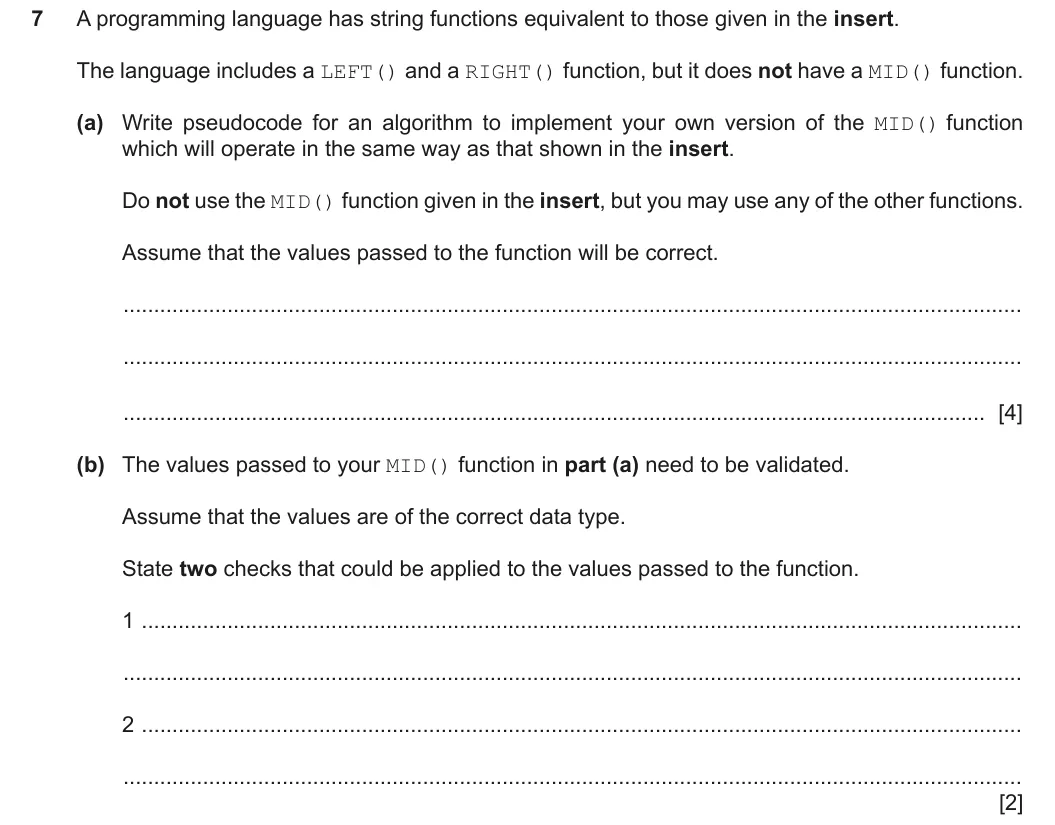 7 A programming language has string functions equivalent to those given in the insert.
The language includes a LEFT() and a RIGHT() function, but it does not have a MID() function.
(a) Write pseudocode for an algorithm to implement your own version of the MID() function
which will operate in the same way as that shown in the insert.
Do not use the MID() function given in the insert, but you may use any of the other functions.
Assume that the values passed to the function will be correct.
[4]
(b) The values passed to your MID() function in part (a) need to be validated.
Assume that the values are of the correct data type.
State two checks that could be applied to the values passed to the function.
1
2
[2]